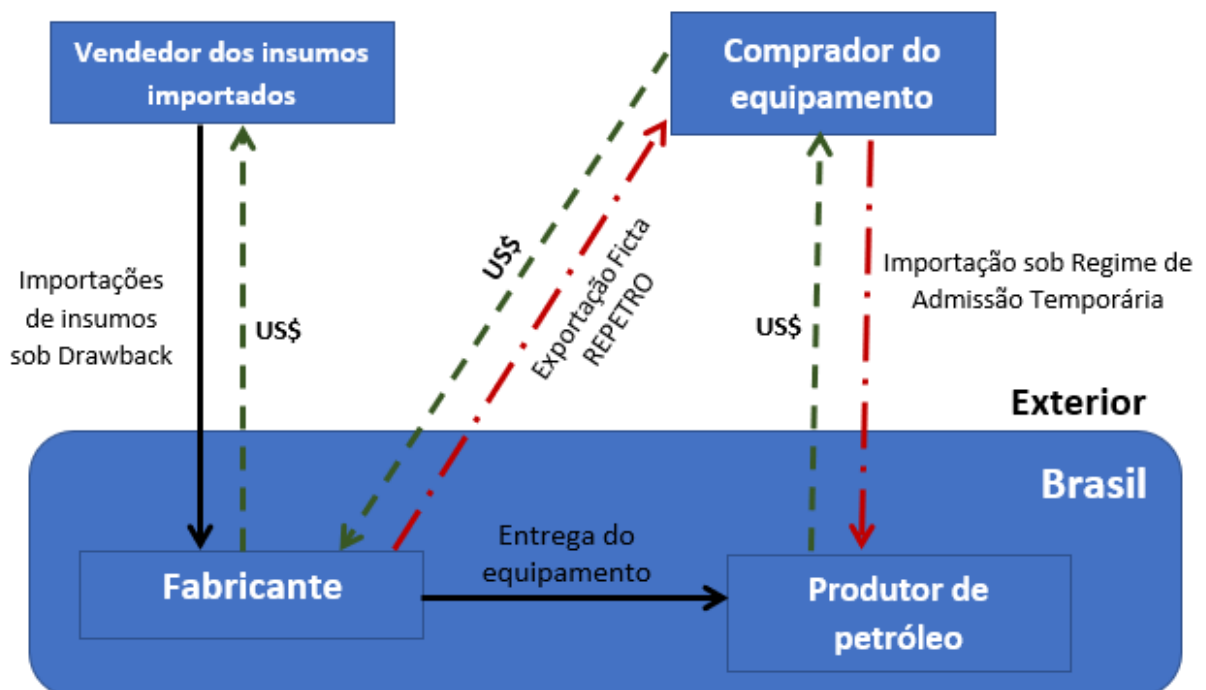 Vendedor dos insumos
importados
Comprador do
equipamento
Importações
de insumos
sob Drawback
US$
US$
Exportação Ficta
REPETRO
US$
Importação sob Regime de
Admissão Temporária
Exterior
Brasil
Fabricante
Entrega do
equipamento
Produtor de
petróleo